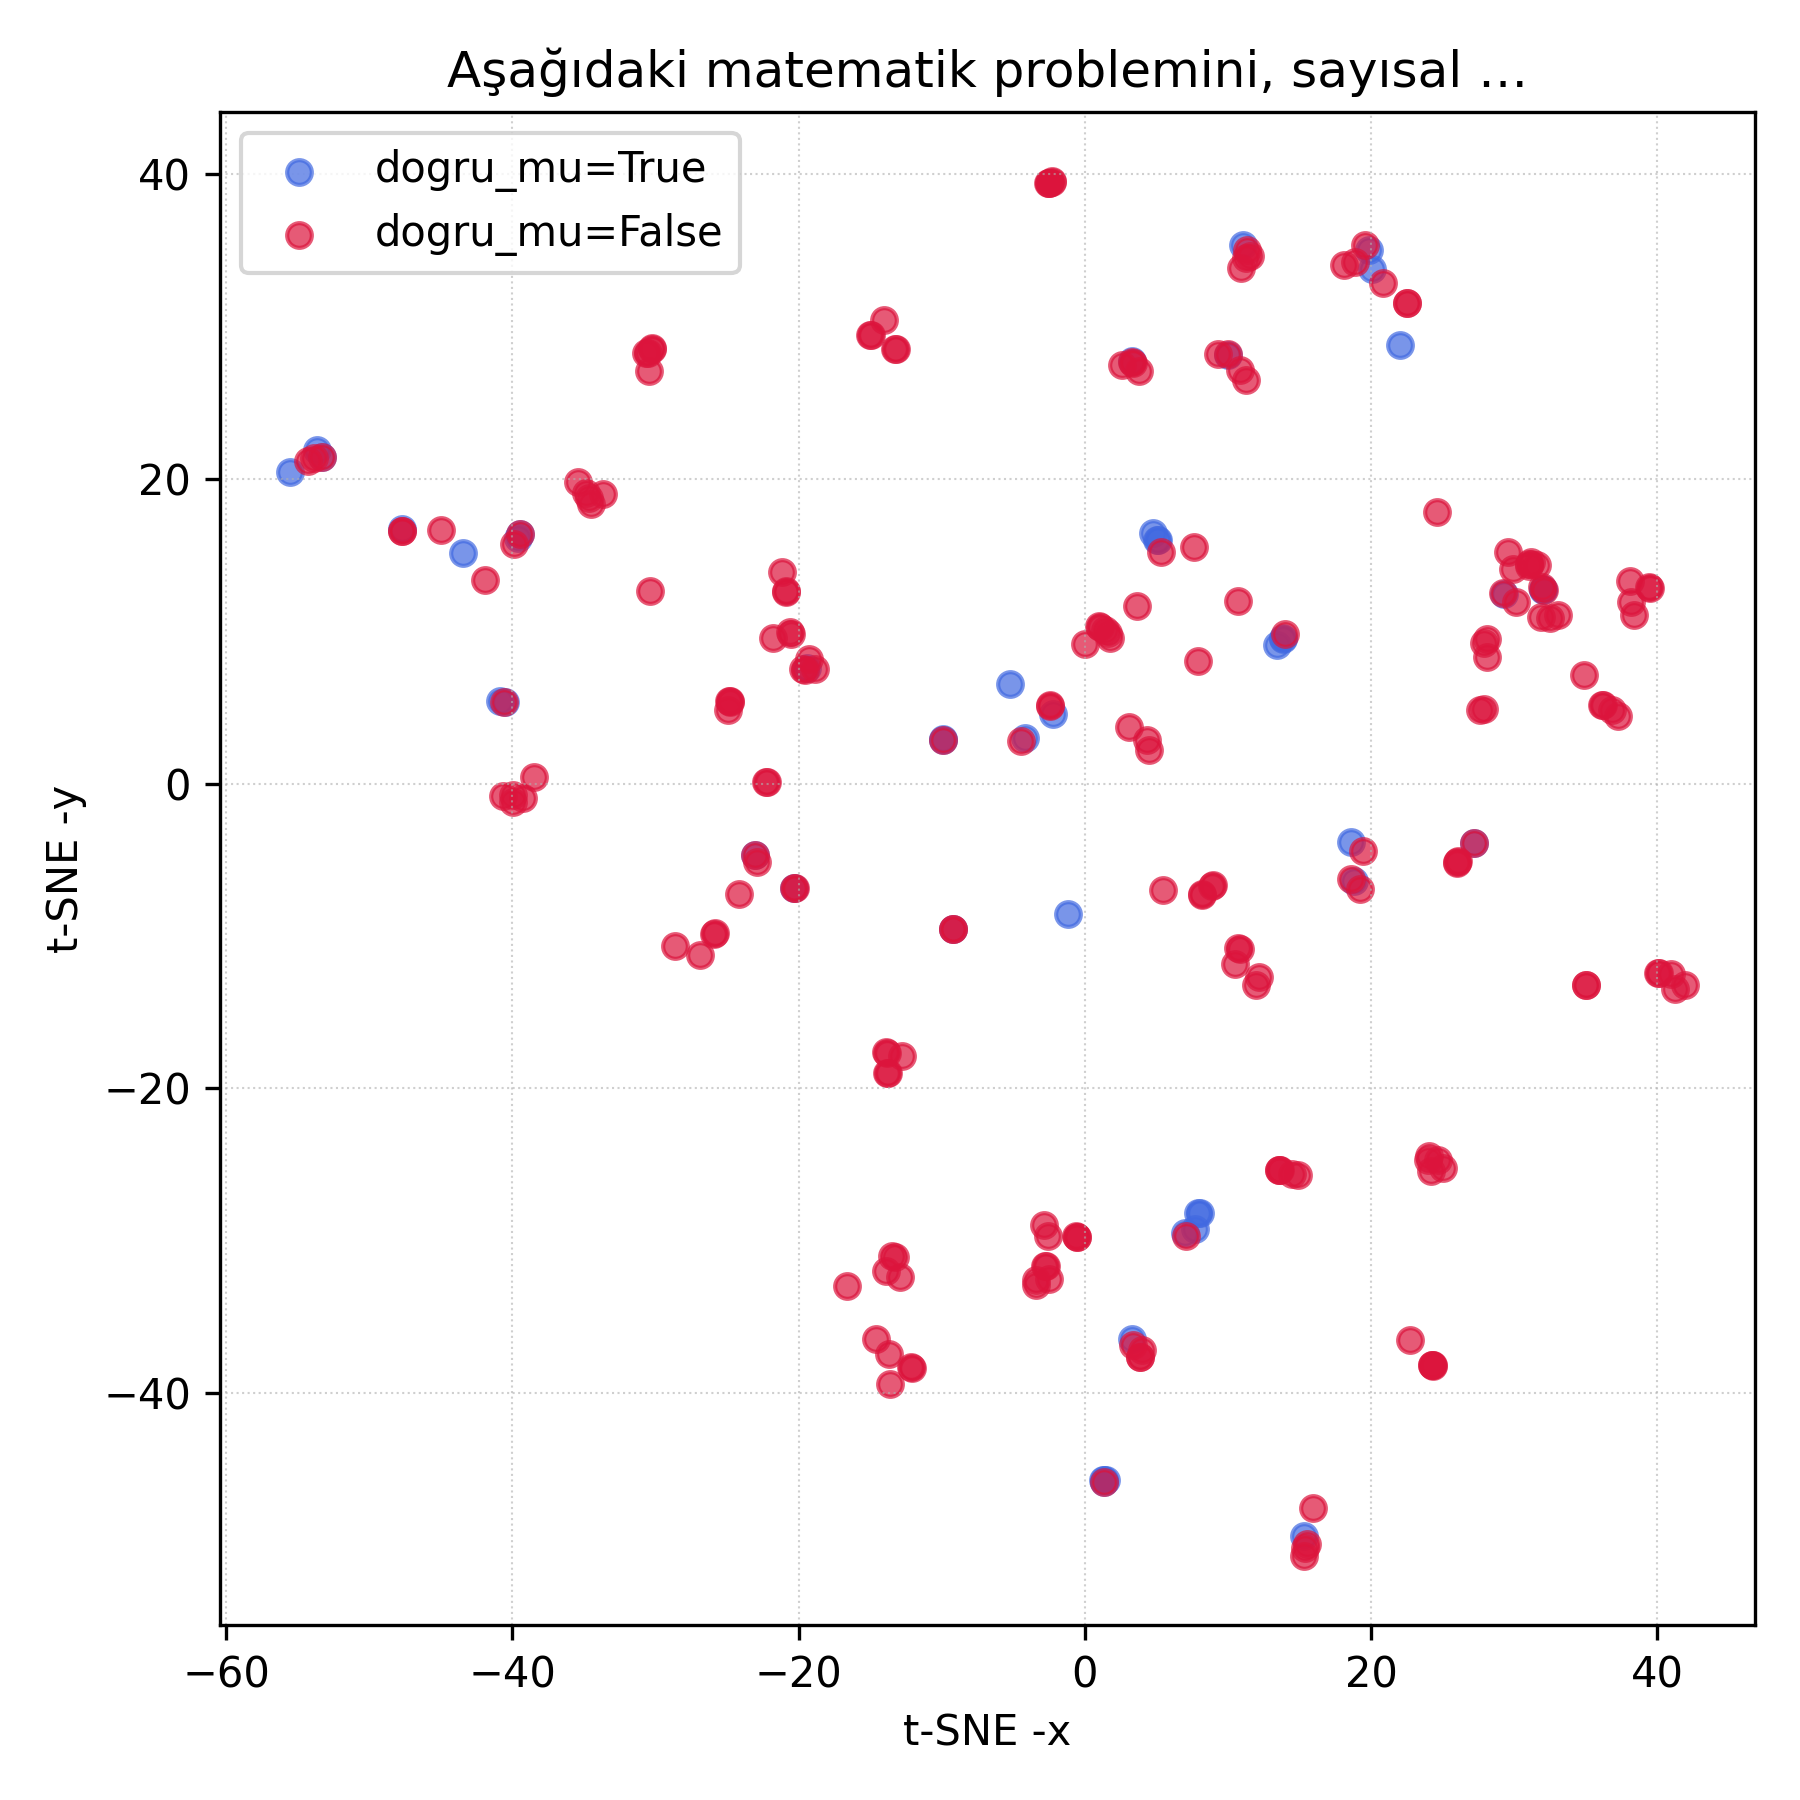 Aşağıdaki matematik problemini, sayısal ...
dogru_mu=True
dogru_mu=False
40
20
0
−20
−40
t-SNE -y
−60
−40
−20
0
20
40
t-SNE -x